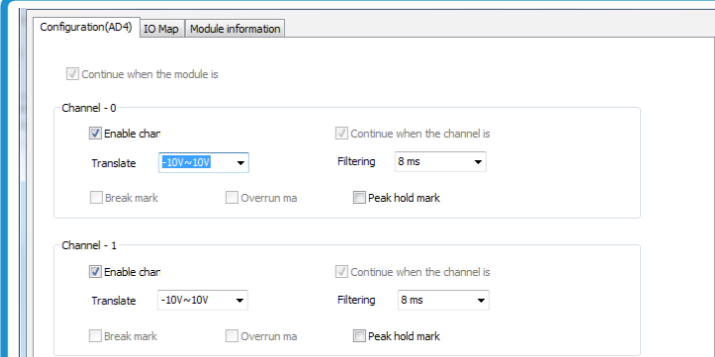 Configuration(AD4) IO Map Module information
Continue when the module is
Channel - 0
Enable char Continue when the channel is
Translate -10V~10V Filtering 8 ms
Break mark Overrun ma Peak hold mark
Channel - 1
Enable char Continue when the channel is
Translate -10V~10V Filtering 8 ms
Break mark Overrun ma Peak hold mark